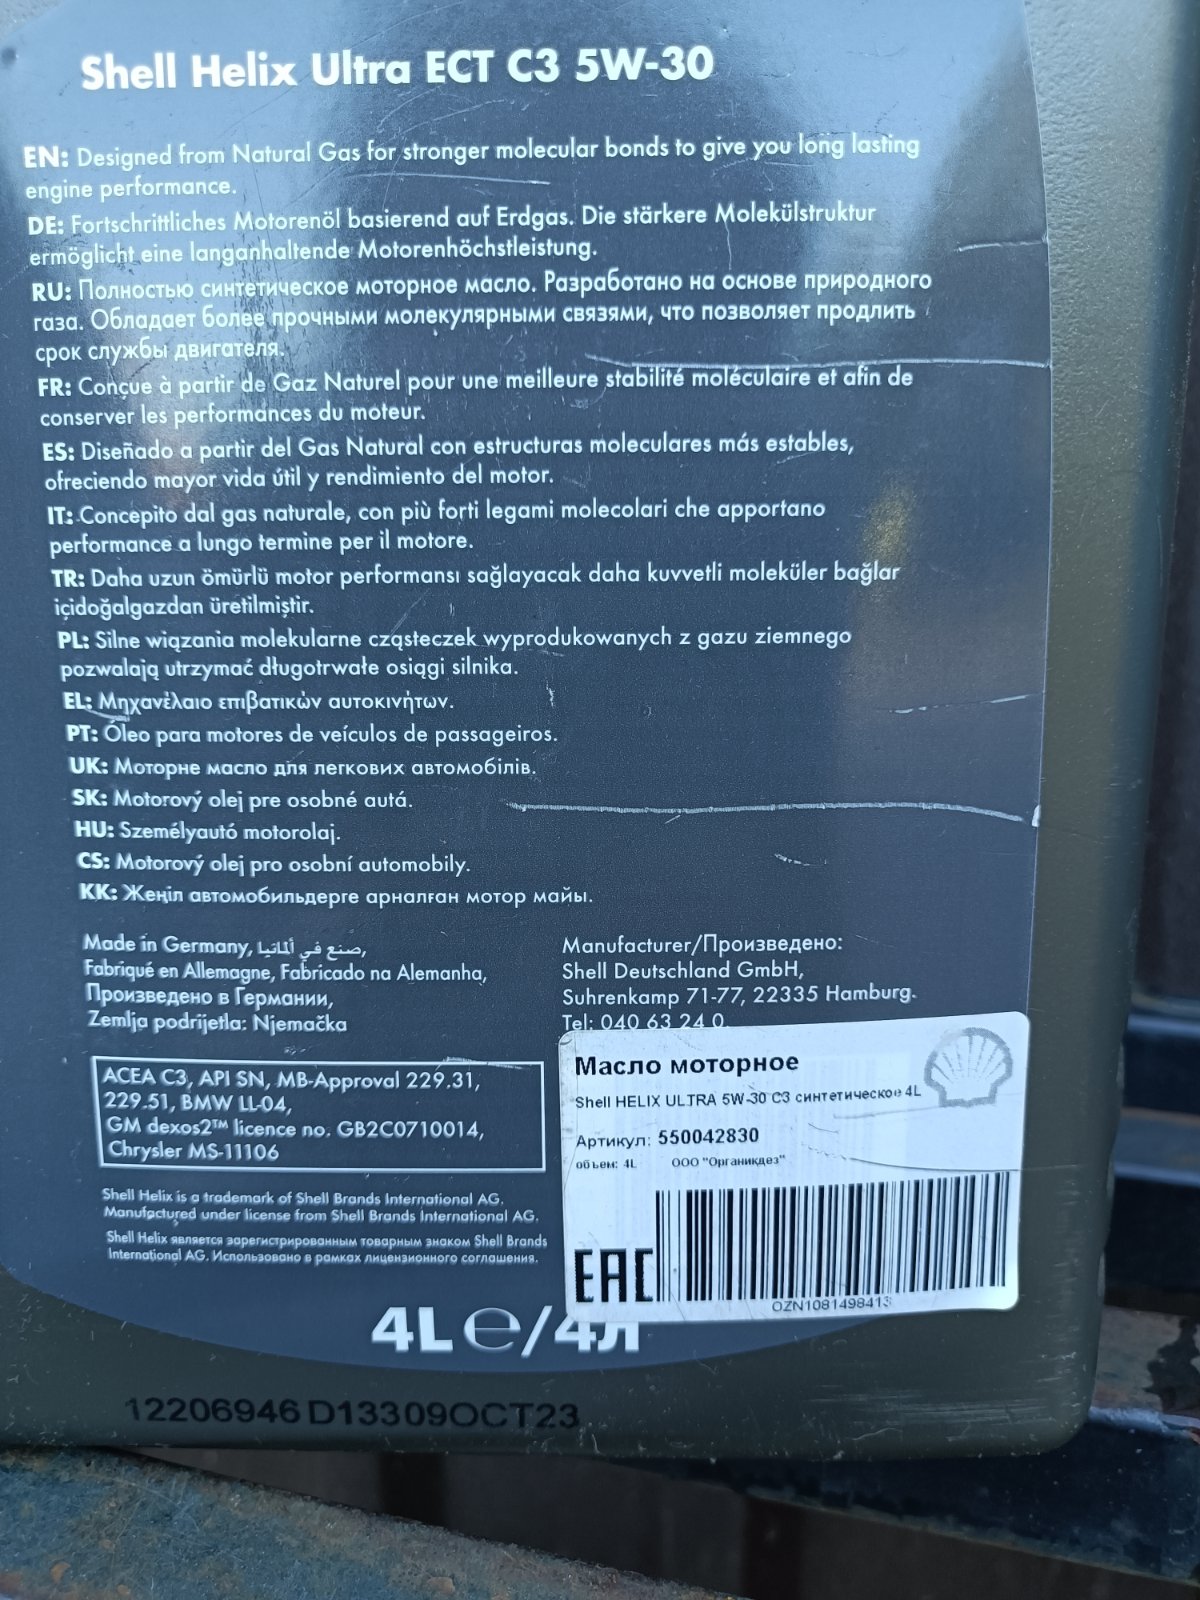 Shell Helix Ultra ECT C3 5W-30
EN: Designed from Natural Gas for stronger molecular bonds to give you long lasting
engine performance.
DE: Fortschrittliches Motorenöl basierend auf Erdgas. Die stärkere Molekülstruktur
ermöglicht eine langanhaltende Motorenhöchstleistung.
RU: Полностью синтетическое моторное масло. Разработано на основе природного
газа. Обладает более прочными молекулярными связями, что позволяет продлить
срок службы двигателя.
FR: Conçue à partir de Gaz Naturel pour une meilleure stabilité moléculaire et afin de
conserver les performances du moteur.
ES: Diseñado a partir del Gas Natural con estructuras moleculares más estables,
ofreciendo mayor vida útil y rendimiento del motor.
IT: Concepito dal gas naturale, con più forti legami molecolari che apportano
performance a lungo termine per il motore.
TR: Daha uzun ömürlü motor performansı sağlayacak daha kuvvetli moleküler bağlar
içidoğalgazdan üretilmiştir.
PL: Silne wiązania molekularne cząsteczek wyprodukowanych z gazu ziemnego
pozwalają utrzymać długotrwałe osiągi silnika.
EL: Μηχανέλαιο επιβατικών αυτοκινήτων.
PT: Óleo para motores de veículos de passageiros.
UK: Моторне масло для легкових автомобілів.
SK: Motorový olej pre osobné autá.
HU: Személyautó motorolaj.
CS: Motorový olej pro osobní automobily.
KK: Жеңіл автомобильдерге арналған мотор майы.
Made in Germany, صنع في ألمانيا,
Fabriqué en Allemagne, Fabricado na Alemanha,
Произведено в Германии,
Zemlja podrijetla: Njemačka
Manufacturer/Произведено:
Shell Deutschland GmbH,
Suhrenkamp 71-77, 22335 Hamburg.
Tel: 040 63 24 0.
ACEA C3, API SN, MB-Approval 229.31,
229.51, BMW LL-04,
GM dexos2™ licence no. GB2C0710014,
Chrysler MS-11106
Shell Helix is a trademark of Shell Brands International AG.
Manufactured under license from Shell Brands International AG.
Shell Helix является зарегистрированным товарным знаком Shell Brands
International AG. Использовано в рамках лицензионного соглашения.
Масло моторное
Shell HELIX ULTRA 5W-30 C3 синтетическое 4L
Артикул: 550042830
объем: 4L ООО "Органикдез"
EAC
OZN1081498413
4L e/4л
12206946 D13309OCT23